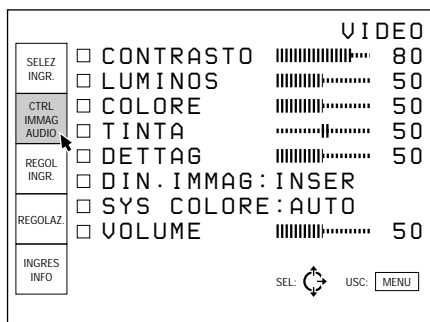 VIDEO
SELEZ
INGR.
CTRL
IMMAG
AUDIO
REGOL
INGR.
REGOLAZ.
INGRES
INFO
CONTRASTO 80
LUMINOS 50
COLORE 50
TINTA 50
DETTAG 50
DIN.IMMAG:INSER
SYS COLORE:AUTO
VOLUME 50
SEL: USC: MENU